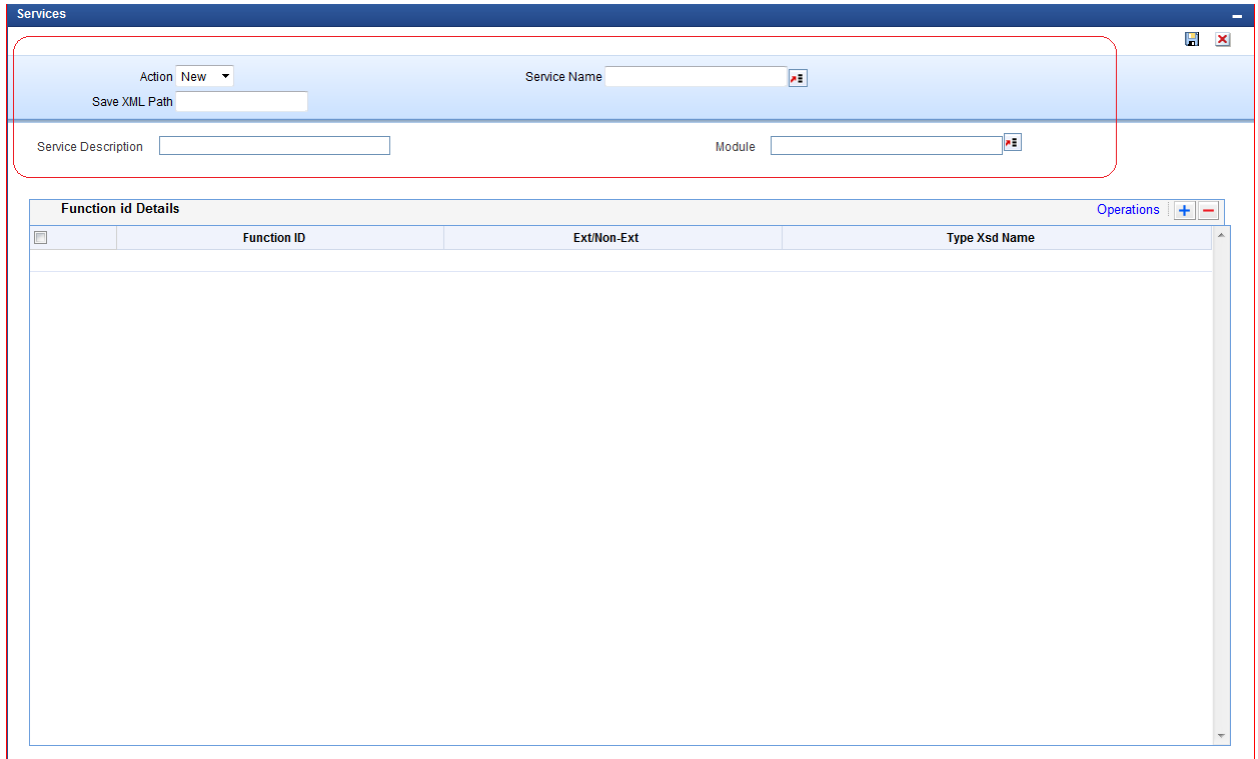 Services
Action New Service Name
Save XML Path
Service Description Module
Function id Details Operations
Function ID Ext/Non-Ext Type Xsd Name